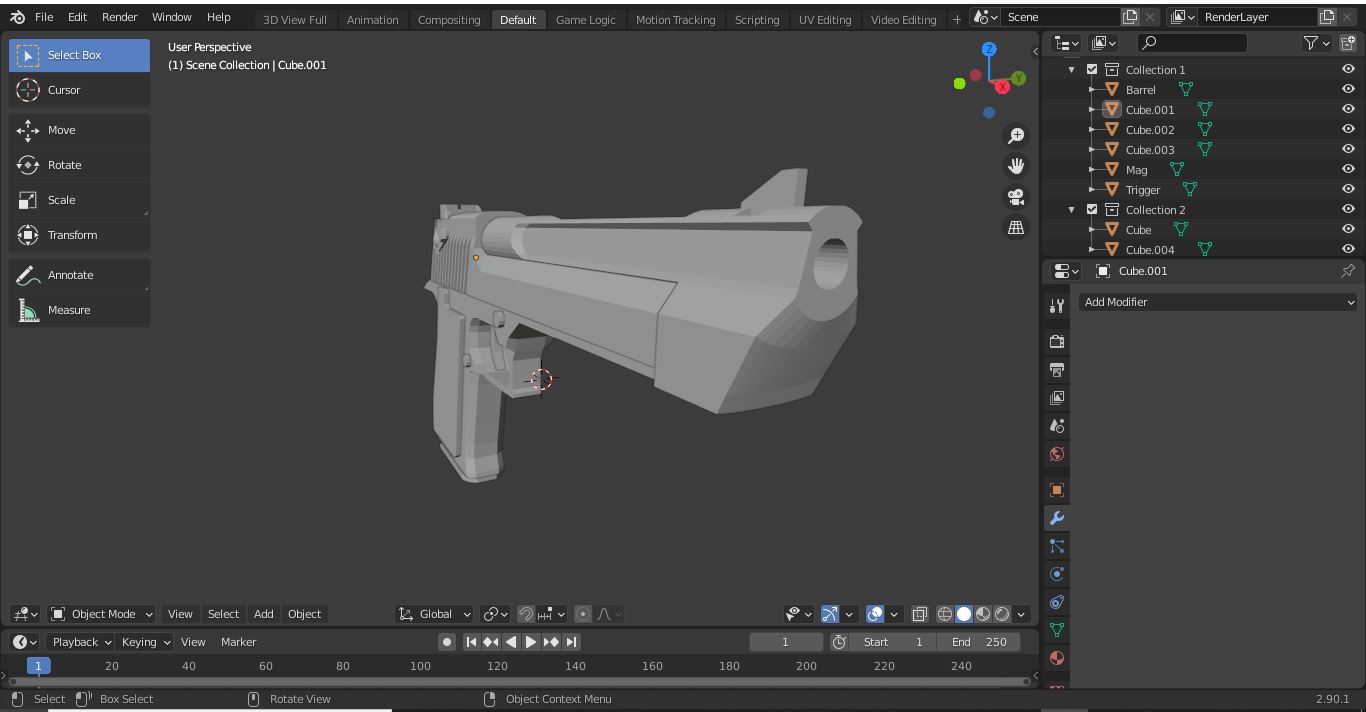 File Edit Render Window Help 3D View Full Animation Compositing Default Game Logic Motion Tracking Scripting UV Editing Video Editing + Scene RenderLayer
Select Box
Cursor
Move
Rotate
Scale
Transform
Annotate
Measure
User Perspective
(1) Scene Collection | Cube.001
Z
Y
X
Collection 1
Barrel
Cube.001
Cube.002
Cube.003
Mag
Trigger
Collection 2
Cube
Cube.004
Cube.001
Add Modifier
Object Mode View Select Add Object Global
Playback Keying View Marker 1 Start 1 End 250
1 20 40 60 80 100 120 140 160 180 200 220 240
Select Box Select Rotate View Object Context Menu 2.90.1